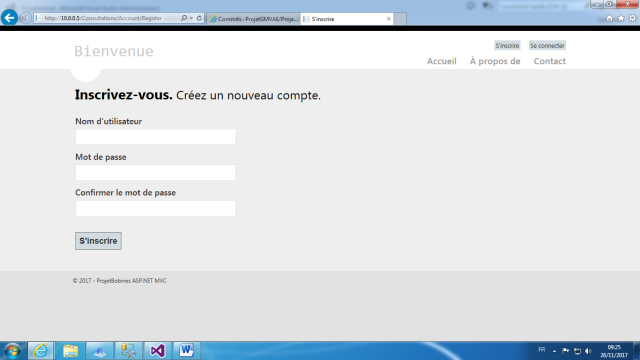 http://10.0.0.5/Consultations/Account/Register
Commits · ProjetGMVAE/Proje...
S'inscrire
Bienvenue
S'inscrire
Se connecter
Accueil
À propos de
Contact
Inscrivez-vous. Créez un nouveau compte.
Nom d'utilisateur
Mot de passe
Confirmer le mot de passe
S'inscrire
© 2017 - ProjetBobines ASP.NET MVC
FR
09:25
26/11/2017